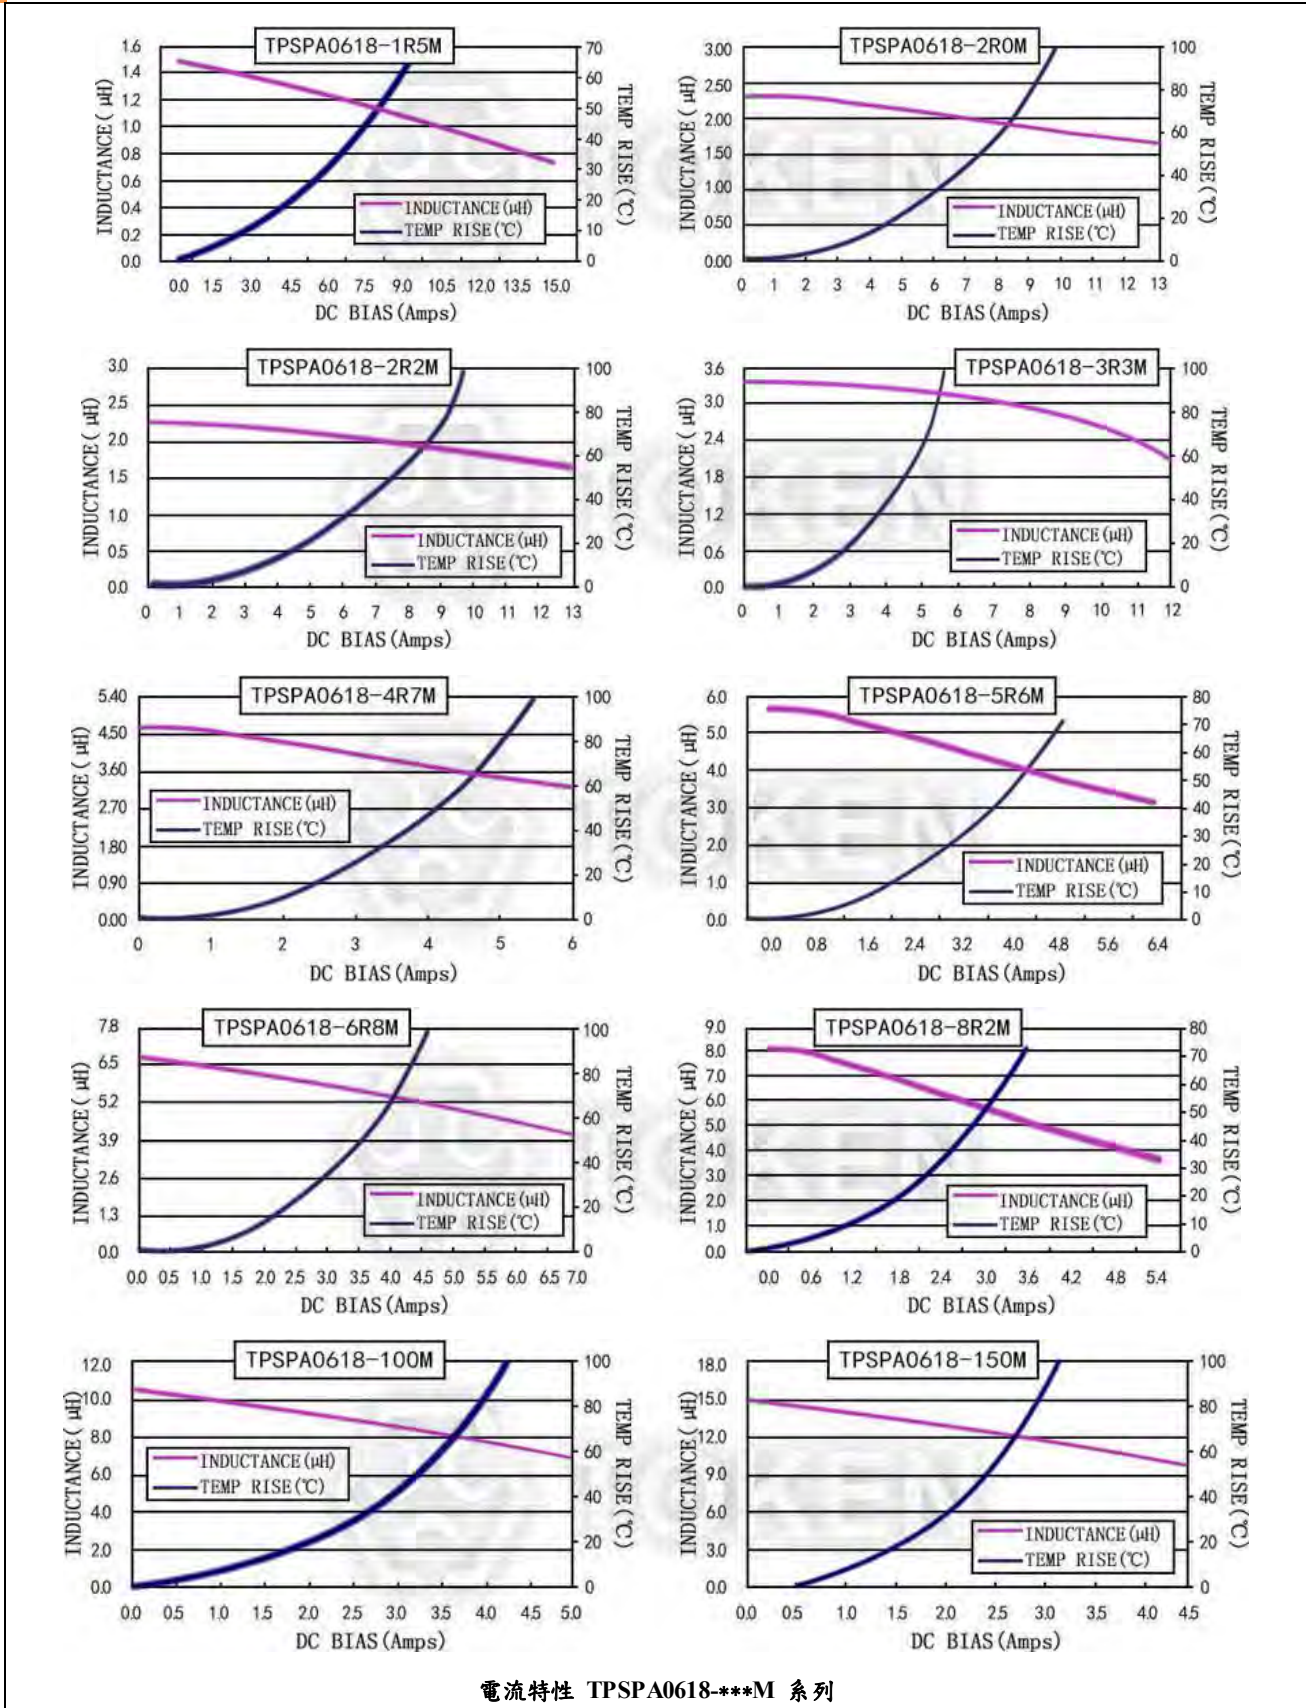 TPSPA0618-1R5M
INDUCTANCE( μH)
1.6
1.4
1.2
1.0
0.8
0.6
0.4
0.2
0.0
70
60
50
40
30
20
10
0
TEMP RISE(℃)
INDUCTANCE(μH)
TEMP RISE(℃)
0.0 1.5 3.0 4.5 6.0 7.5 9.0 10.5 12.0 13.5 15.0
DC BIAS(Amps)
TPSPA0618-2R0M
INDUCTANCE( μH)
3.00
2.50
2.00
1.50
1.00
0.50
0.00
100
80
60
40
20
0
TEMP RISE(℃)
INDUCTANCE(μH)
TEMP RISE(℃)
0 1 2 3 4 5 6 7 8 9 10 11 12 13
DC BIAS(Amps)
TPSPA0618-2R2M
INDUCTANCE( μH)
3.0
2.5
2.0
1.5
1.0
0.5
0.0
100
80
60
40
20
0
TEMP RISE(℃)
INDUCTANCE(μH)
TEMP RISE(℃)
0 1 2 3 4 5 6 7 8 9 10 11 12 13
DC BIAS(Amps)
TPSPA0618-3R3M
INDUCTANCE( μH)
3.6
3.0
2.4
1.8
1.2
0.6
0.0
100
80
60
40
20
0
TEMP RISE(℃)
INDUCTANCE(μH)
TEMP RISE(℃)
0 1 2 3 4 5 6 7 8 9 10 11 12
DC BIAS(Amps)
TPSPA0618-4R7M
INDUCTANCE( μH)
5.40
4.50
3.60
2.70
1.80
0.90
0.00
100
80
60
40
20
0
TEMP RISE(℃)
INDUCTANCE(μH)
TEMP RISE(℃)
0 1 2 3 4 5 6
DC BIAS(Amps)
TPSPA0618-5R6M
INDUCTANCE( μH)
6.0
5.0
4.0
3.0
2.0
1.0
0.0
80
70
60
50
40
30
20
10
0
TEMP RISE(℃)
INDUCTANCE(μH)
TEMP RISE(℃)
0.0 0.8 1.6 2.4 3.2 4.0 4.8 5.6 6.4
DC BIAS(Amps)
TPSPA0618-6R8M
INDUCTANCE( μH)
7.8
6.5
5.2
3.9
2.6
1.3
0.0
100
80
60
40
20
0
TEMP RISE(℃)
INDUCTANCE(μH)
TEMP RISE(℃)
0.0 0.5 1.0 1.5 2.0 2.5 3.0 3.5 4.0 4.5 5.0 5.5 6.0 6.5 7.0
DC BIAS(Amps)
TPSPA0618-8R2M
INDUCTANCE( μH)
9.0
8.0
7.0
6.0
5.0
4.0
3.0
2.0
1.0
0.0
80
70
60
50
40
30
20
10
0
TEMP RISE(℃)
INDUCTANCE(μH)
TEMP RISE(℃)
0.0 0.6 1.2 1.8 2.4 3.0 3.6 4.2 4.8 5.4
DC BIAS(Amps)
TPSPA0618-100M
INDUCTANCE( μH)
12.0
10.0
8.0
6.0
4.0
2.0
0.0
100
80
60
40
20
0
TEMP RISE(℃)
INDUCTANCE(μH)
TEMP RISE(℃)
0.0 0.5 1.0 1.5 2.0 2.5 3.0 3.5 4.0 4.5 5.0
DC BIAS(Amps)
TPSPA0618-150M
INDUCTANCE( μH)
18.0
15.0
12.0
9.0
6.0
3.0
0.0
100
80
60
40
20
0
TEMP RISE(℃)
INDUCTANCE(μH)
TEMP RISE(℃)
0.0 0.5 1.0 1.5 2.0 2.5 3.0 3.5 4.0 4.5
DC BIAS(Amps)
電流特性 TPSPA0618-***M 系列